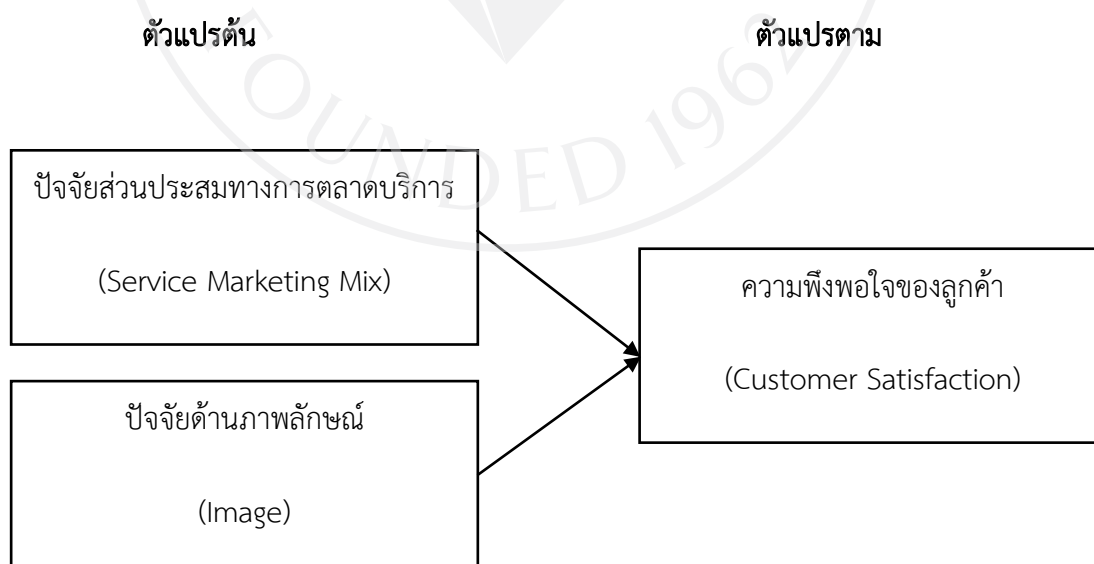 ตัวแปรต้น
ตัวแปรตาม
FOUNDED 1962
ปัจจัยส่วนประสมทางการตลาดบริการ
(Service Marketing Mix)
ความพึงพอใจของลูกค้า
(Customer Satisfaction)
ปัจจัยด้านภาพลักษณ์
(Image)